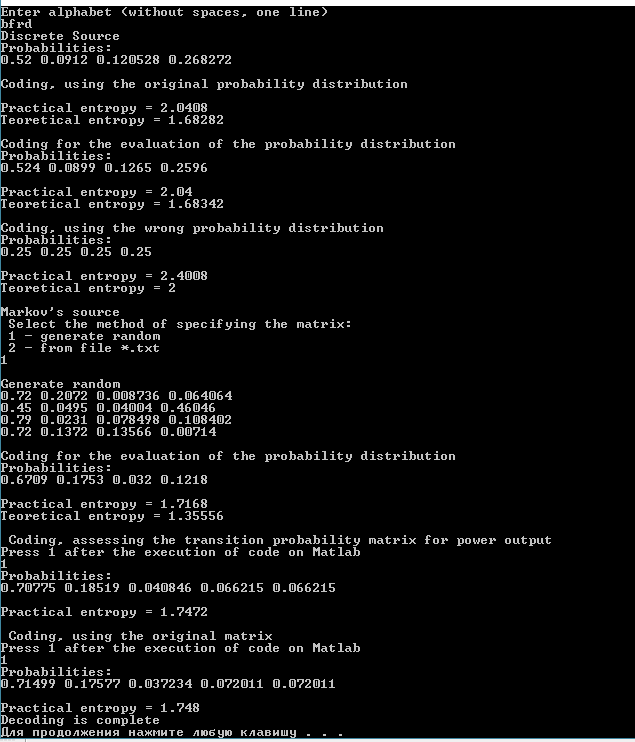 Enter alphabet (without spaces, one line)
bfrd
Discrete Source
Probabilities:
0.52 0.0912 0.120528 0.268272
Coding, using the original probability distribution
Practical entropy = 2.0408
Teoretical entropy = 1.68282
Coding for the evaluation of the probability distribution
Probabilities:
0.524 0.0899 0.1265 0.2596
Practical entropy = 2.04
Teoretical entropy = 1.68342
Coding, using the wrong probability distribution
Probabilities:
0.25 0.25 0.25 0.25
Practical entropy = 2.4008
Teoretical entropy = 2
Markov's source
Select the method of specifying the matrix:
1 - generate random
2 - from file *.txt
1
Generate random
0.72 0.2072 0.008736 0.064064
0.45 0.0495 0.04004 0.46046
0.79 0.0231 0.078498 0.108402
0.72 0.1372 0.13566 0.00714
Coding for the evaluation of the probability distribution
Probabilities:
0.6709 0.1753 0.032 0.1218
Practical entropy = 1.7168
Teoretical entropy = 1.35556
Coding, assessing the transition probability matrix for power output
Press 1 after the execution of code on Matlab
1
Probabilities:
0.70775 0.18519 0.040846 0.066215 0.066215
Practical entropy = 1.7472
Coding, using the original matrix
Press 1 after the execution of code on Matlab
1
Probabilities:
0.71499 0.17577 0.037234 0.072011 0.072011
Practical entropy = 1.748
Decoding is complete
Для продолжения нажмите любую клавишу . . .